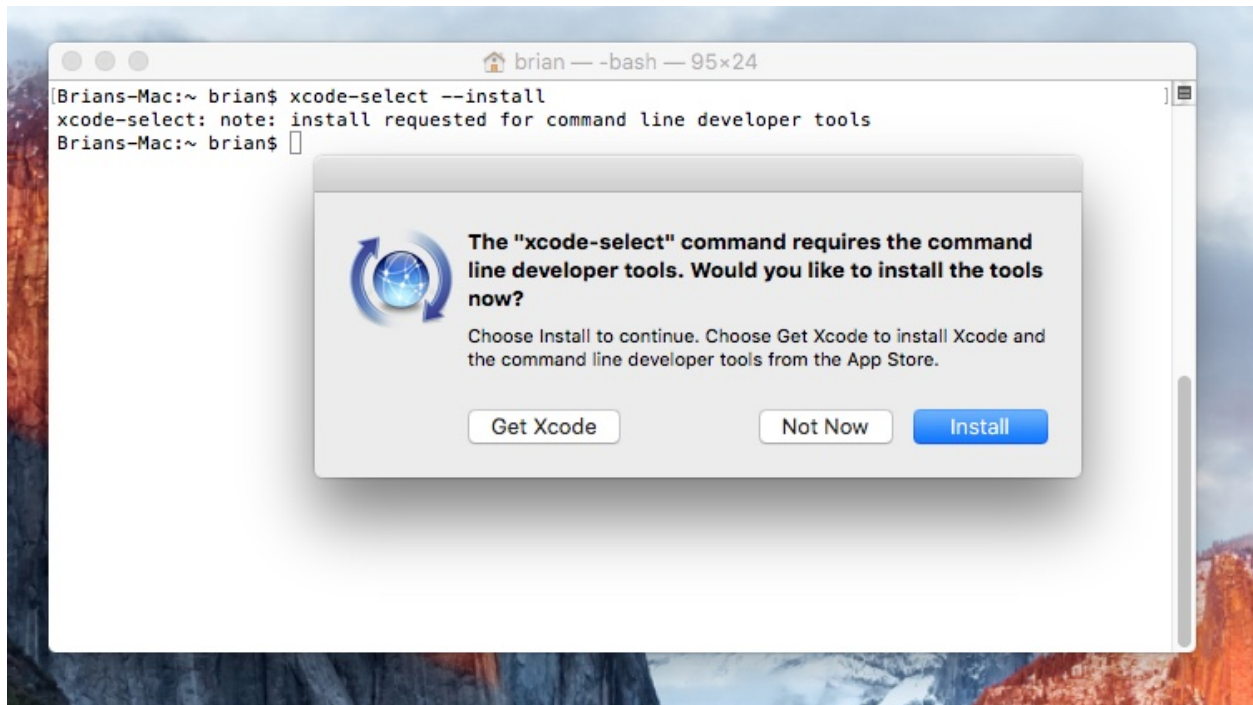 brian — -bash — 95×24
[Brians-Mac:~ brian$ xcode-select --install ]
xcode-select: note: install requested for command line developer tools
Brians-Mac:~ brian$
The "xcode-select" command requires the command
line developer tools. Would you like to install the tools
now?
Choose Install to continue. Choose Get Xcode to install Xcode and
the command line developer tools from the App Store.
Get Xcode Not Now Install